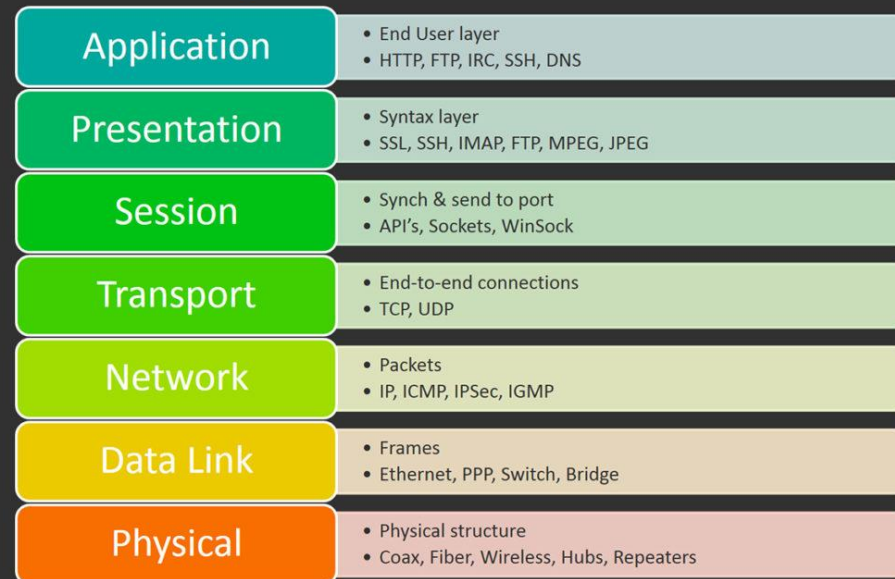 Application
• End User layer
• HTTP, FTP, IRC, SSH, DNS
Presentation
• Syntax layer
• SSL, SSH, IMAP, FTP, MPEG, JPEG
Session
• Synch & send to port
• API's, Sockets, WinSock
Transport
• End-to-end connections
• TCP, UDP
Network
• Packets
• IP, ICMP, IPSec, IGMP
Data Link
• Frames
• Ethernet, PPP, Switch, Bridge
Physical
• Physical structure
• Coax, Fiber, Wireless, Hubs, Repeaters